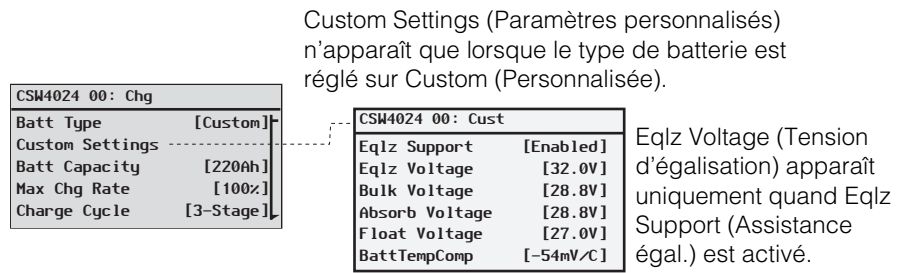 Custom Settings (Paramètres personnalisés)
n’apparaît que lorsque le type de batterie est
réglé sur Custom (Personnalisée).
CSW4024 00: Chg
Batt Type [Custom]
Custom Settings
Batt Capacity [220Ah]
Max Chg Rate [100%]
Charge Cycle [3-Stage]
CSW4024 00: Cust
Eqlz Support [Enabled]
Eqlz Voltage [32.0V]
Bulk Voltage [28.8V]
Absorb Voltage [28.8V]
Float Voltage [27.0V]
BattTempComp [-54mV/C]
Eqlz Voltage (Tension
d’égalisation) apparaît
uniquement quand Eqlz
Support (Assistance
égal.) est activé.